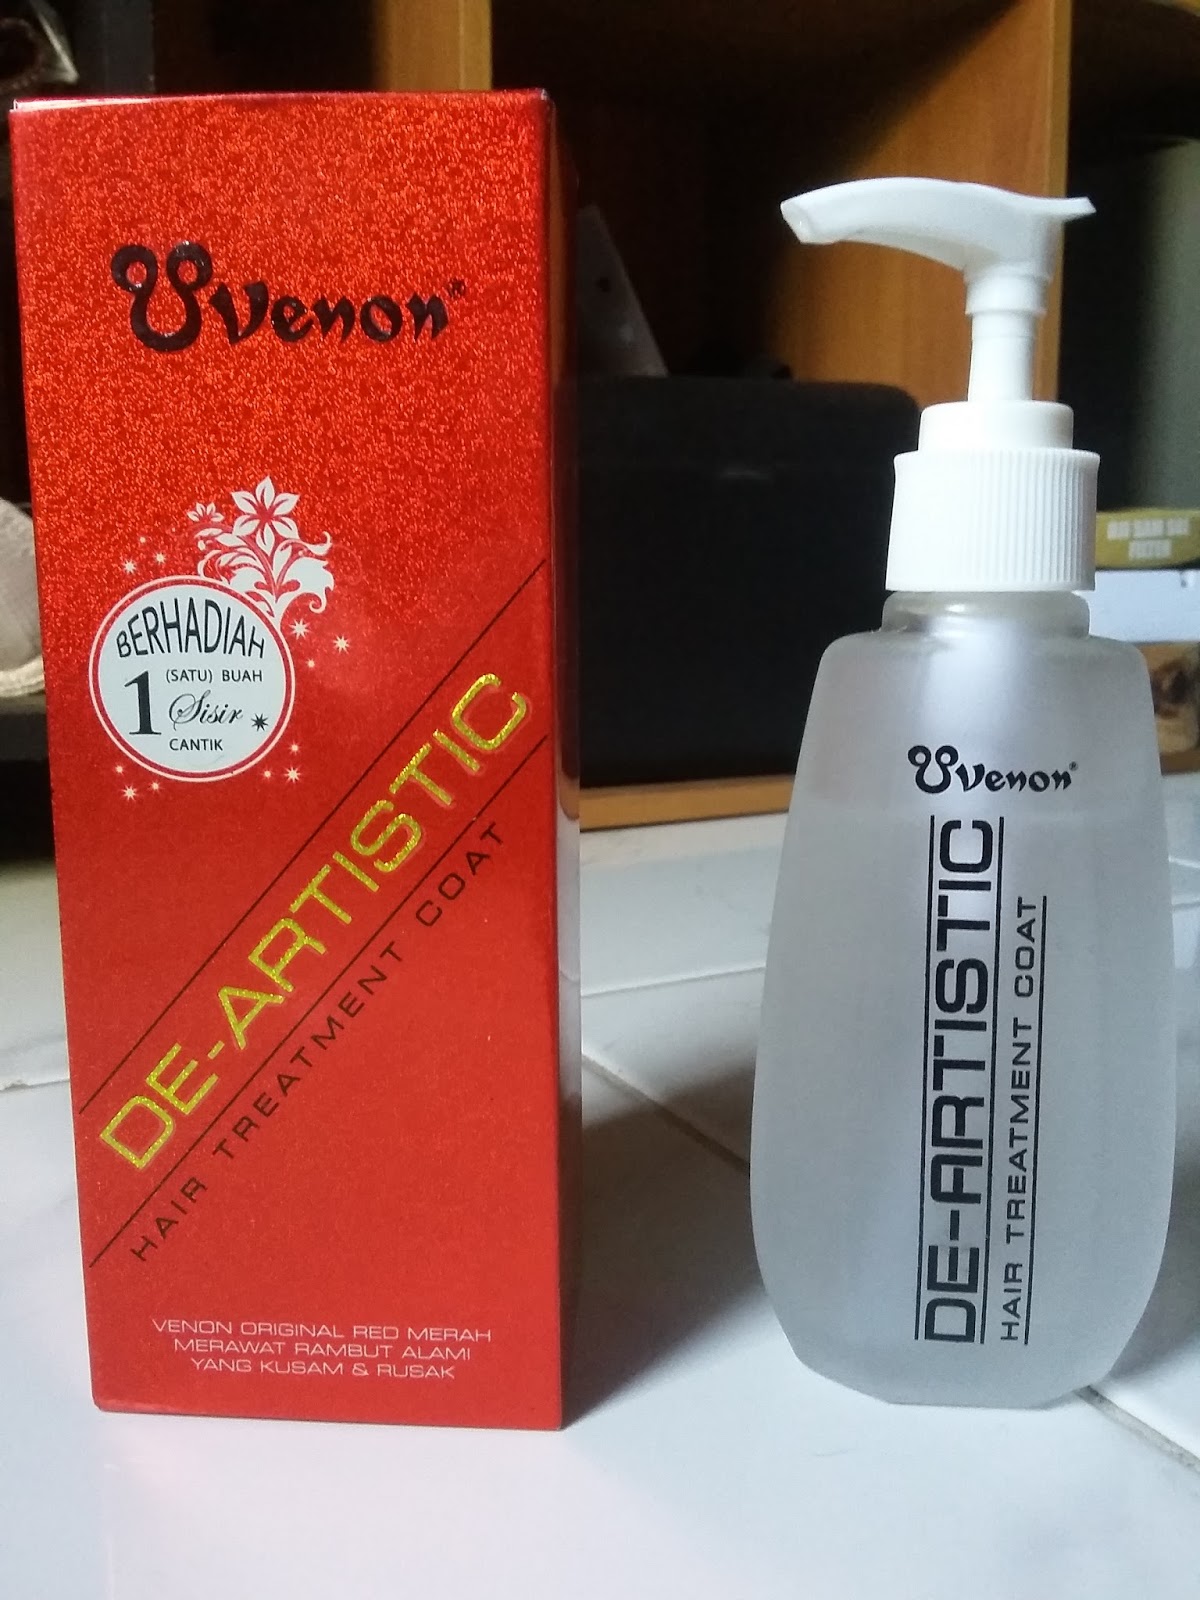 Venon®
BERHADIAH
1 (SATU) BUAH
Sisir
CANTIK
DE-ARTISTIC
HAIR TREATMENT COAT
VENON ORIGINAL RED MERAH
MERAWAT RAMBUT ALAMI
YANG KUSAM & RUSAK
Venon®
DE-ARTISTIC
HAIR TREATMENT COAT